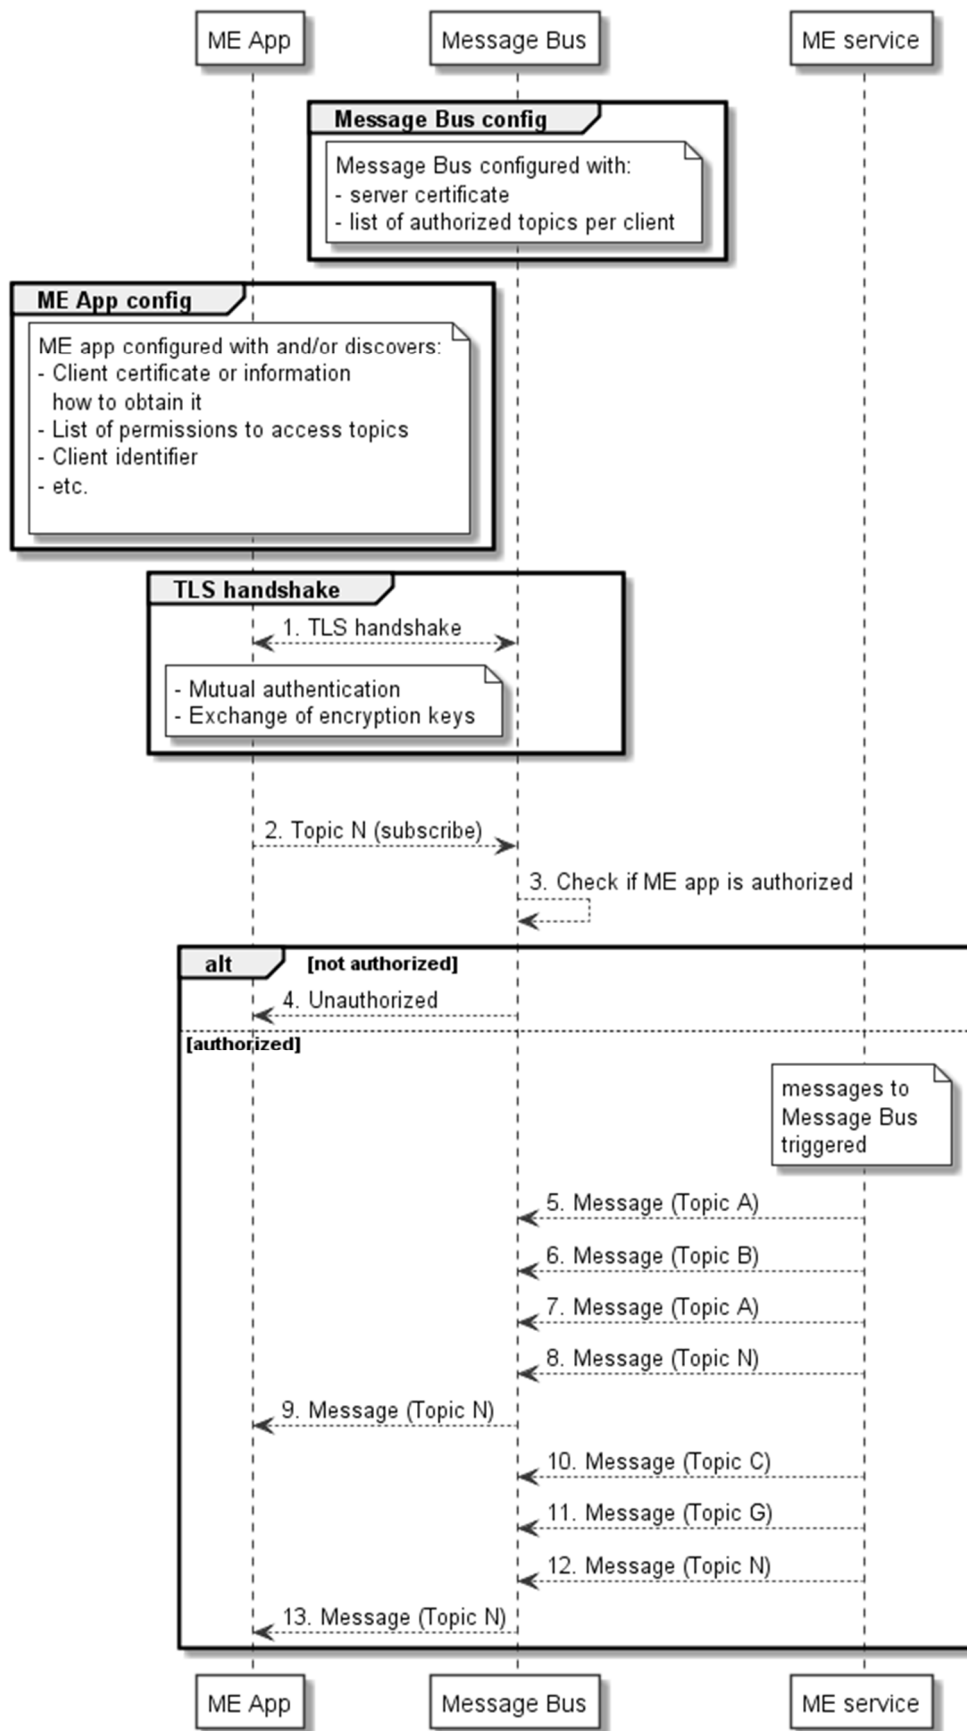 ME App
Message Bus
ME service
Message Bus config
Message Bus configured with:
- server certificate
- list of authorized topics per client
ME App config
ME app configured with and/or discovers:
- Client certificate or information
how to obtain it
- List of permissions to access topics
- Client identifier
- etc.
TLS handshake
1. TLS handshake
- Mutual authentication
- Exchange of encryption keys
2. Topic N (subscribe)
3. Check if ME app is authorized
alt
[not authorized]
4. Unauthorized
[authorized]
messages to
Message Bus
triggered
5. Message (Topic A)
6. Message (Topic B)
7. Message (Topic A)
8. Message (Topic N)
9. Message (Topic N)
10. Message (Topic C)
11. Message (Topic G)
12. Message (Topic N)
13. Message (Topic N)
ME App
Message Bus
ME service